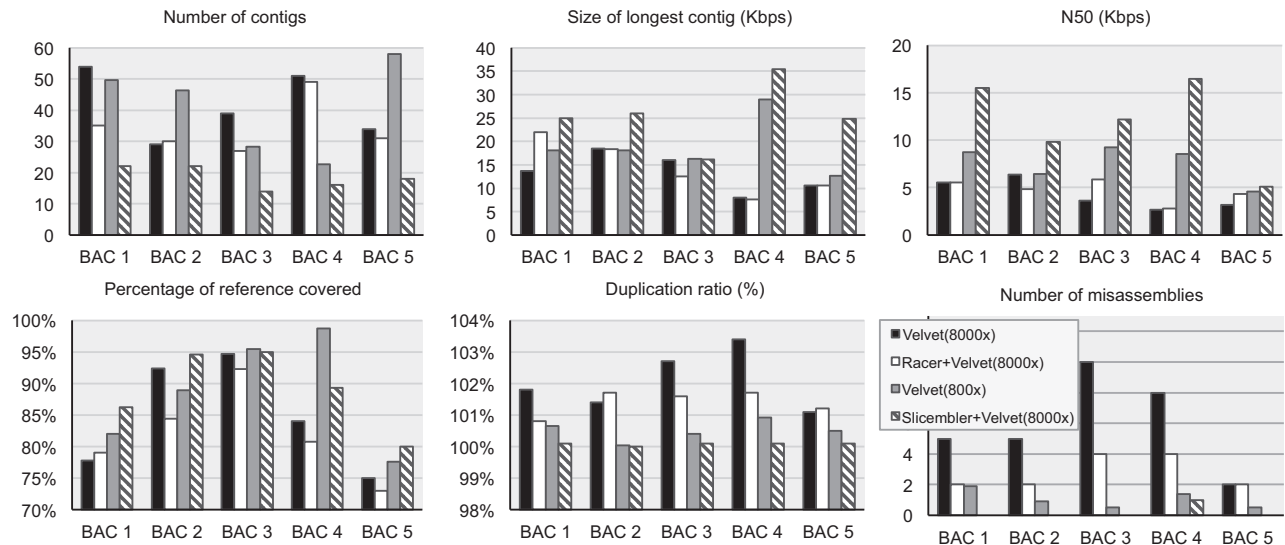 Number of contigs
60
50
40
30
20
10
0
BAC 1 BAC 2 BAC 3 BAC 4 BAC 5
Size of longest contig (Kbps)
40
35
30
25
20
15
10
5
0
BAC 1 BAC 2 BAC 3 BAC 4 BAC 5
N50 (Kbps)
20
15
10
5
0
BAC 1 BAC 2 BAC 3 BAC 4 BAC 5
Percentage of reference covered
100%
95%
90%
85%
80%
75%
70%
BAC 1 BAC 2 BAC 3 BAC 4 BAC 5
Duplication ratio (%)
104%
103%
102%
101%
100%
99%
98%
BAC 1 BAC 2 BAC 3 BAC 4 BAC 5
Number of misassemblies
Velvet(8000x)
Racer+Velvet(8000x)
Velvet(800x)
Slicembler+Velvet(8000x)
4
2
0
BAC 1 BAC 2 BAC 3 BAC 4 BAC 5